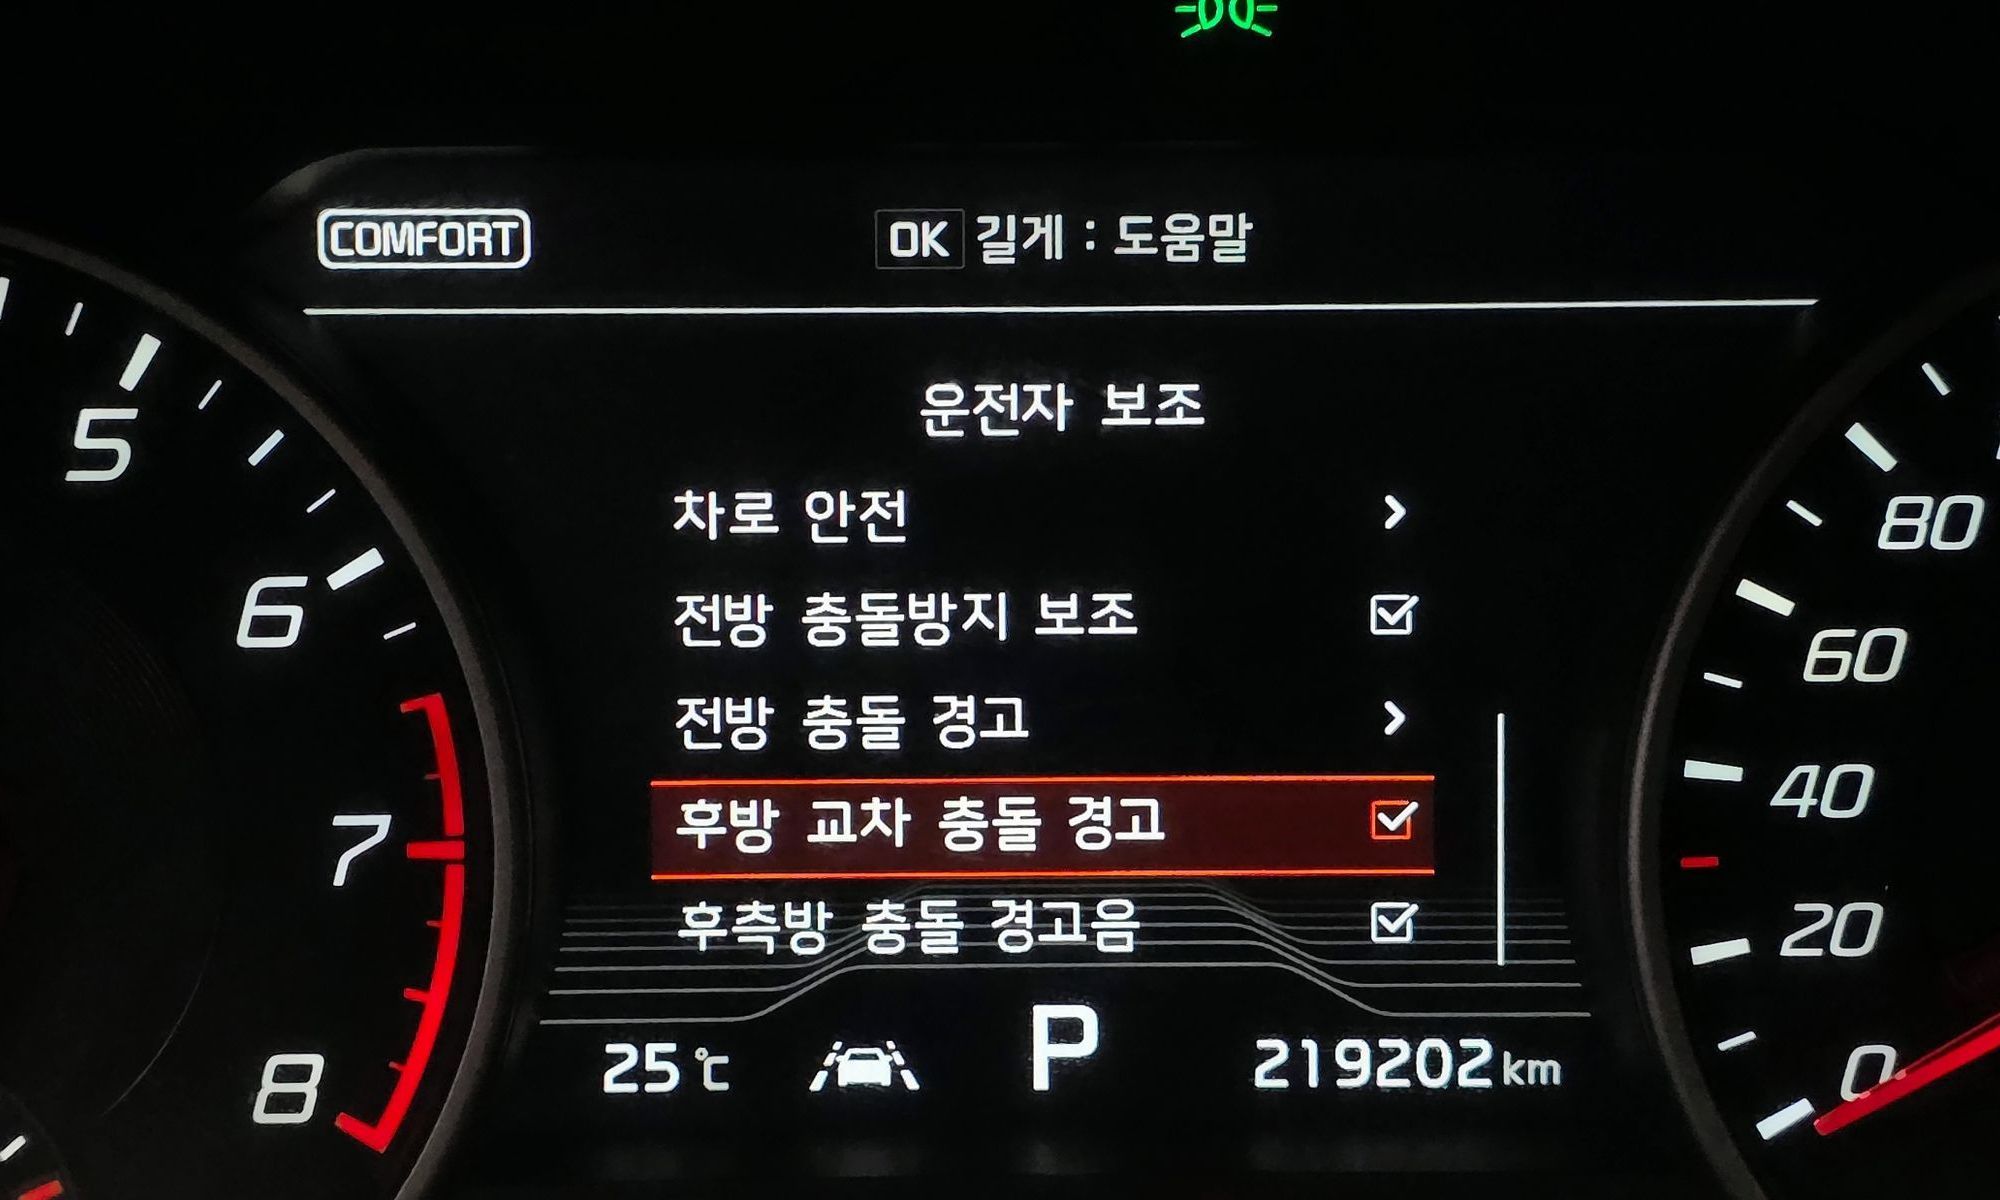 COMFORT
OK 길게 : 도움말
운전자 보조
차로 안전
전방 충돌방지 보조
전방 충돌 경고
후방 교차 충돌 경고
후측방 충돌 경고음
25℃ P 219202km
5
6
7
8
80
60
40
20
0